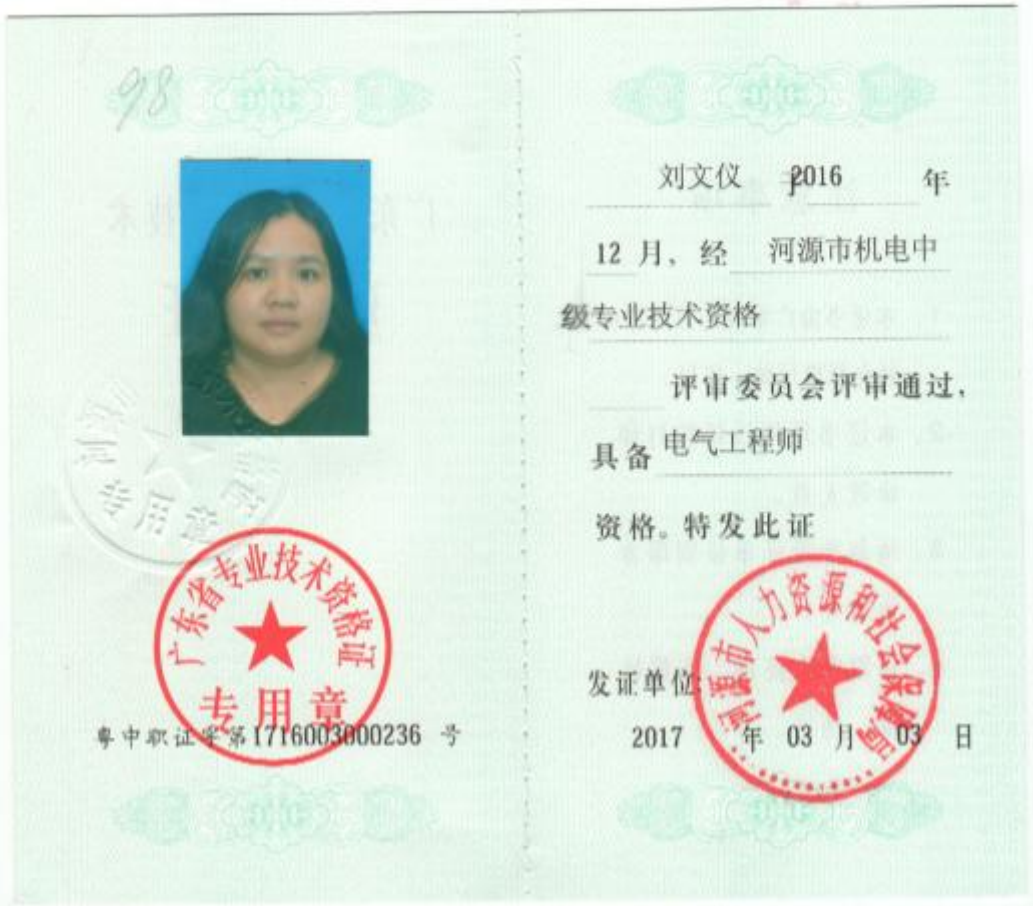 98
专用章
广东省专业技术资格证
专用章
粤中职证字第1716003000236 号
刘文仪 于2016 年
12 月，经 河源市机电中
级专业技术资格
评审委员会评审通过，
具备 电气工程师
资格。特发此证
河源市人力资源和社会保障局
发证单位:
2017 年 03 月 03 日